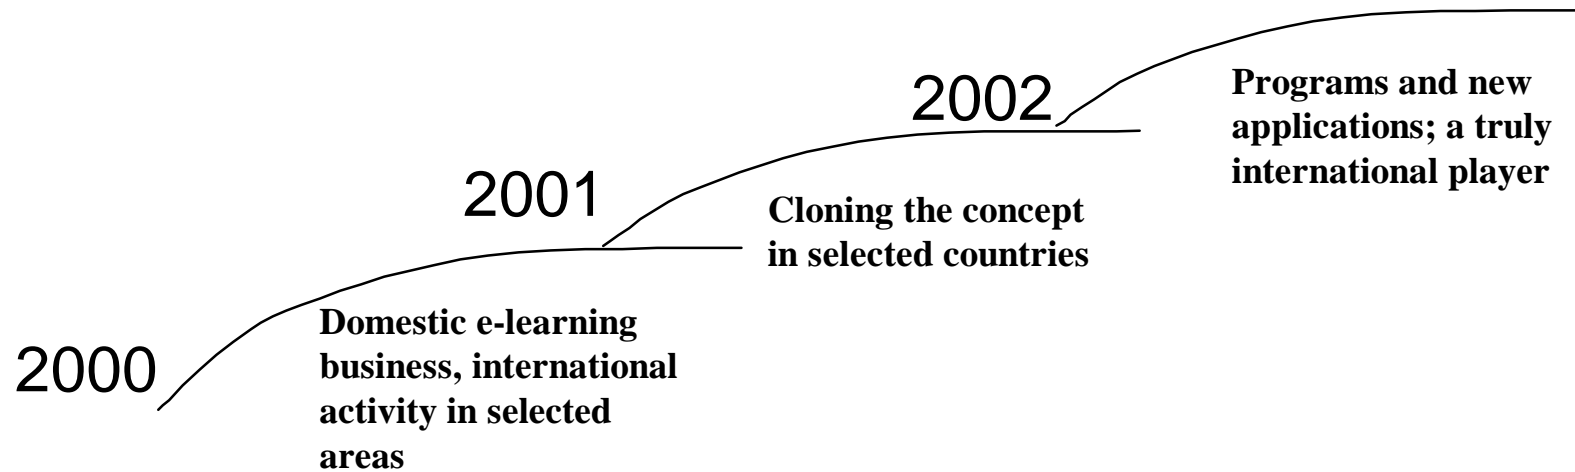 2000
Domestic e-learning
business, international
activity in selected
areas
2001
Cloning the concept
in selected countries
2002
Programs and new
applications; a truly
international player